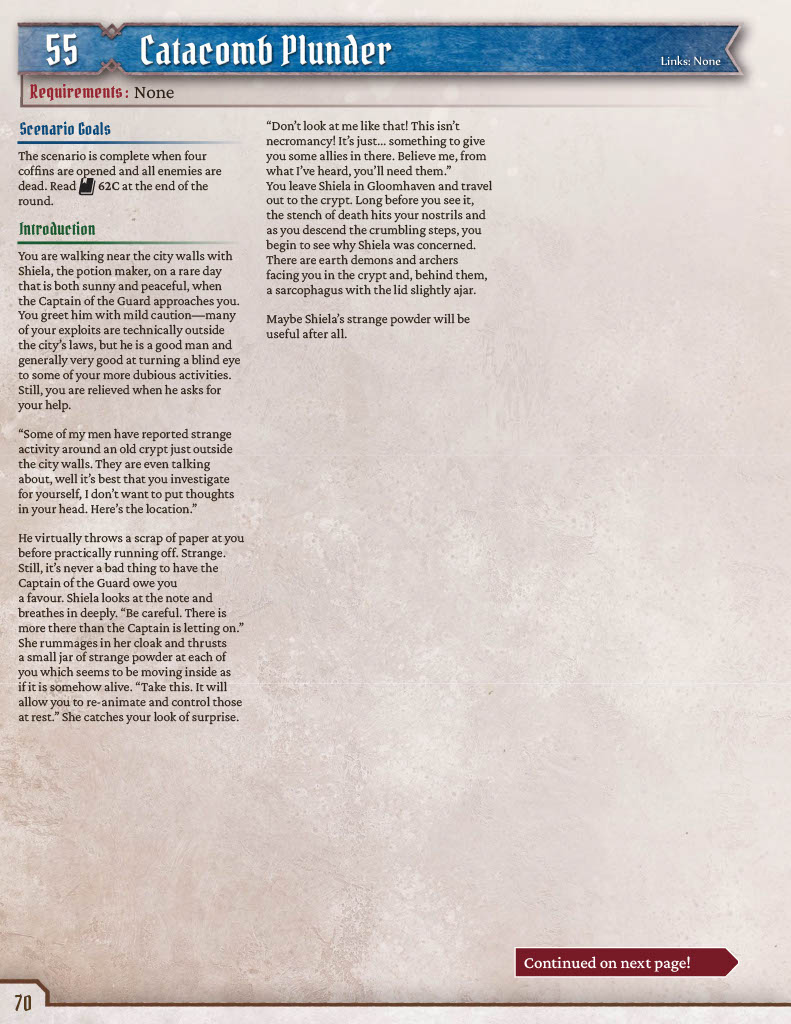 55 Catacomb Plunder
Links: None
Requirements: None
Scenario Goals
The scenario is complete when four
coffins are opened and all enemies are
dead. Read 62C at the end of the
round.
Introduction
You are walking near the city walls with
Shiela, the potion maker, on a rare day
that is both sunny and peaceful, when
the Captain of the Guard approaches you.
You greet him with mild caution—many
of your exploits are technically outside
the city's laws, but he is a good man and
generally very good at turning a blind eye
to some of your more dubious activities.
Still, you are relieved when he asks for
your help.
“Some of my men have reported strange
activity around an old crypt just outside
the city walls. They are even talking
about, well it's best that you investigate
for yourself, I don't want to put thoughts
in your head. Here's the location.”
He virtually throws a scrap of paper at you
before practically running off. Strange.
Still, it's never a bad thing to have the
Captain of the Guard owe you
a favour. Shiela looks at the note and
breathes in deeply. “Be careful. There is
more there than the Captain is letting on.”
She rummages in her cloak and thrusts
a small jar of strange powder at each of
you which seems to be moving inside as
if it is somehow alive. “Take this. It will
allow you to re-animate and control those
at rest.” She catches your look of surprise.
“Don't look at me like that! This isn't
necromancy! It's just... something to give
you some allies in there. Believe me, from
what I've heard, you'll need them.”
You leave Shiela in Gloomhaven and travel
out to the crypt. Long before you see it,
the stench of death hits your nostrils and
as you descend the crumbling steps, you
begin to see why Shiela was concerned.
There are earth demons and archers
facing you in the crypt and, behind them,
a sarcophagus with the lid slightly ajar.
Maybe Shiela's strange powder will be
useful after all.
Continued on next page!
70